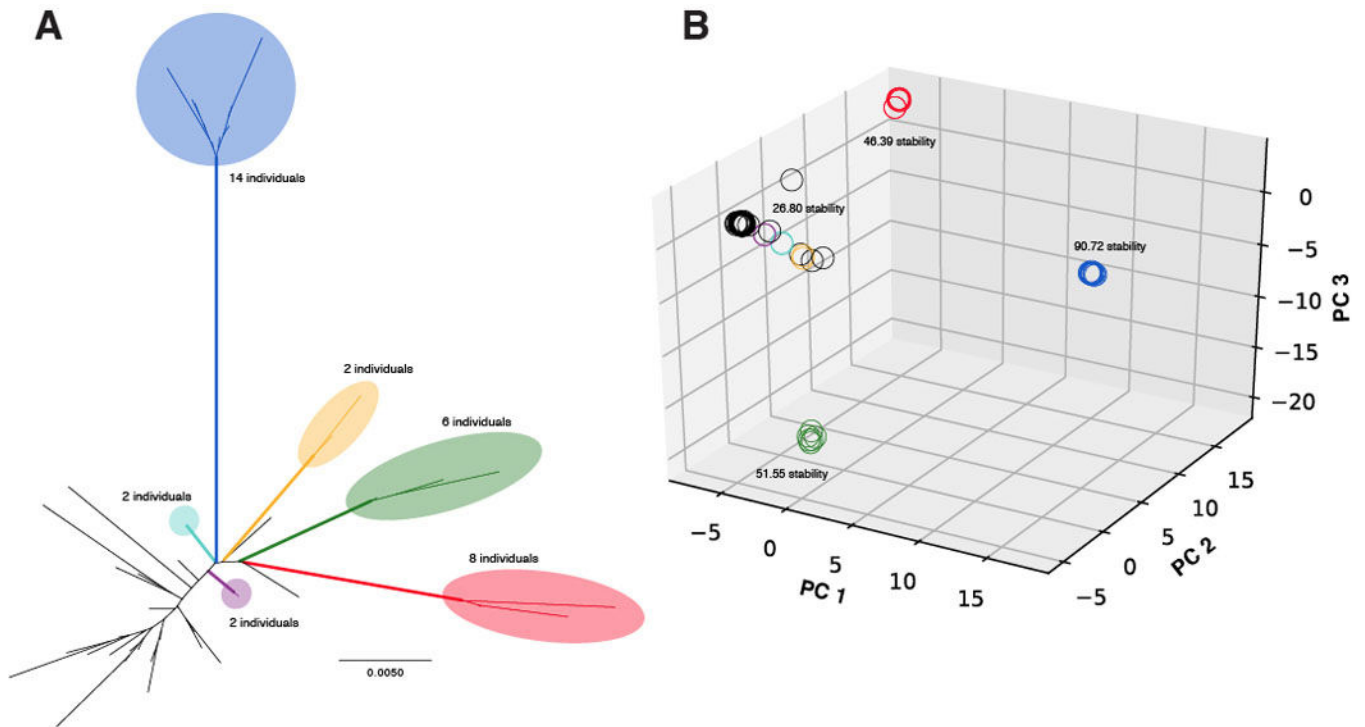 A
14 individuals
2 individuals
6 individuals
2 individuals
8 individuals
2 individuals
0.0050
B
46.39 stability
26.80 stability
90.72 stability
51.55 stability
0
−5
−10
−15
−20
PC 3
−5
0
5
10
15
PC 1
−5
0
5
10
15
PC 2